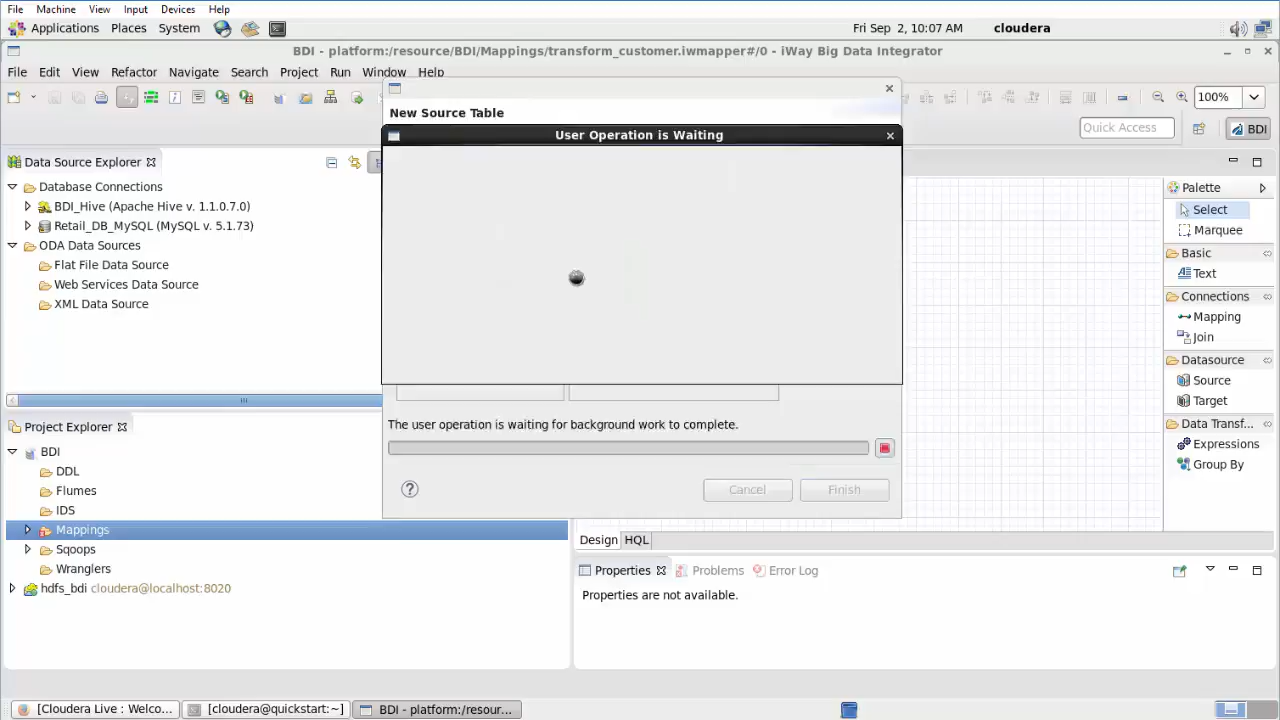 File Machine View Input Devices Help
Applications Places System Fri Sep 2, 10:07 AM cloudera
BDI - platform:/resource/BDI/Mappings/transform_customer.iwmapper#/0 - iWay Big Data Integrator
File Edit View Refactor Navigate Search Project Run Window Help
100%
New Source Table
Quick Access BDI
User Operation is Waiting
Data Source Explorer
Database Connections
BDI_Hive (Apache Hive v. 1.1.0.7.0)
Retail_DB_MySQL (MySQL v. 5.1.73)
ODA Data Sources
Flat File Data Source
Web Services Data Source
XML Data Source
Palette
Select
Marquee
Basic
Text
Connections
Mapping
Join
Datasource
Source
Target
Data Transf...
Expressions
Group By
The user operation is waiting for background work to complete.
? Cancel Finish
Project Explorer
BDI
DDL
Flumes
IDS
Mappings
Sqoops
Wranglers
hdfs_bdi cloudera@localhost:8020
Design HQL
Properties Problems Error Log
Properties are not available.
[Cloudera Live : Welco... [cloudera@quickstart:~] BDI - platform:/resour...